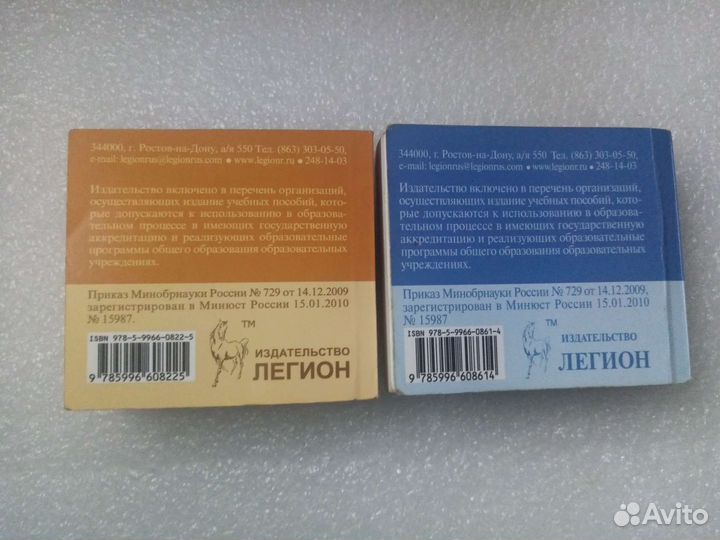 344000, г. Ростов-на-Дону, а/я 550 Тел. (863) 303-05-50,
e-mail: legionrus@legionrus.com • www.legionr.ru • 248-14-03
Издательство включено в перечень организаций,
осуществляющих издание учебных пособий, кото-
рые допускаются к использованию в образова-
тельном процессе в имеющих государственную
аккредитацию и реализующих образовательные
программы общего образования образовательных
учреждениях.
Приказ Минобрнауки России № 729 от 14.12.2009
зарегистрирован в Минюст России 15.01.2010
№ 15987.
ISBN 978-5-9966-0822-5
9 785996 608225
TM
ИЗДАТЕЛЬСТВО
ЛЕГИОН
344000, г. Ростов-на-Дону, а/я 550 Тел. (863) 303-05-50,
e-mail: legionrus@legionrus.com • www.legionr.ru • 248-14-03
Издательство включено в перечень организаций,
осуществляющих издание учебных пособий, кото-
рые допускаются к использованию в образова-
тельном процессе в имеющих государственную
аккредитацию и реализующих образовательные
программы общего образования образовательных
учреждениях.
Приказ Минобрнауки России № 729 от 14.12.2009,
зарегистрирован в Минюст России 15.01.2010
№ 15987
ISBN 978-5-9966-0861-4
9 785996 608614
TM
ИЗДАТЕЛЬСТВО
ЛЕГИОН
Avito